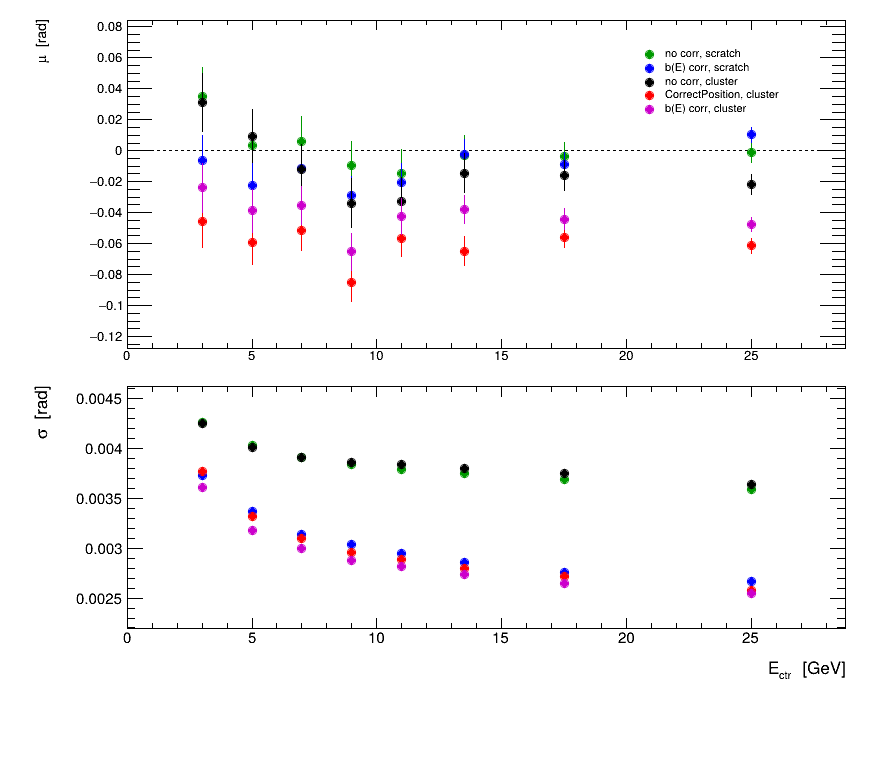 μ [rad]
0.08
0.06
0.04
0.02
0
−0.02
−0.04
−0.06
−0.08
−0.1
−0.12
no corr, scratch
b(E) corr, scratch
no corr, cluster
CorrectPosition, cluster
b(E) corr, cluster
0 5 10 15 20 25
σ [rad]
0.0045
0.004
0.0035
0.003
0.0025
0 5 10 15 20 25
E_ctr [GeV]